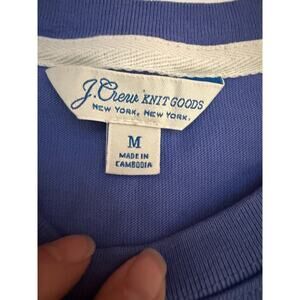 J.Crew KNIT GOODS
NEW YORK, NEW YORK.
M
MADE IN
CAMBODIA